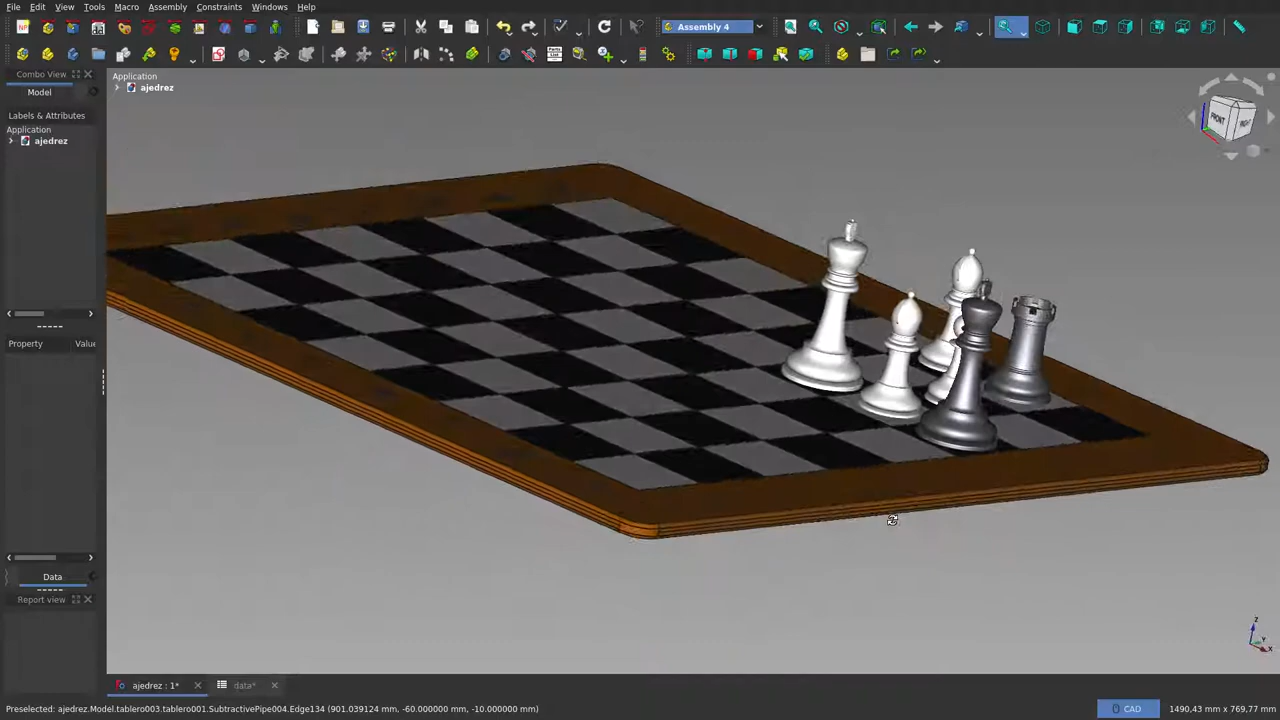 File Edit View Tools Macro Assembly Constraints Windows Help
Assembly 4
Combo View
Application
ajedrez
Model
Labels & Attributes
Application
ajedrez
FRONT RIGHT
Property Value
Data
Report view
Z
Y
X
ajedrez : 1* data*
Preselected: ajedrez.Model.tablero003.tablero001.SubtractivePipe004.Edge134 (901.039124 mm, -60.000000 mm, -10.000000 mm) CAD 1490,43 mm x 769,77 mm